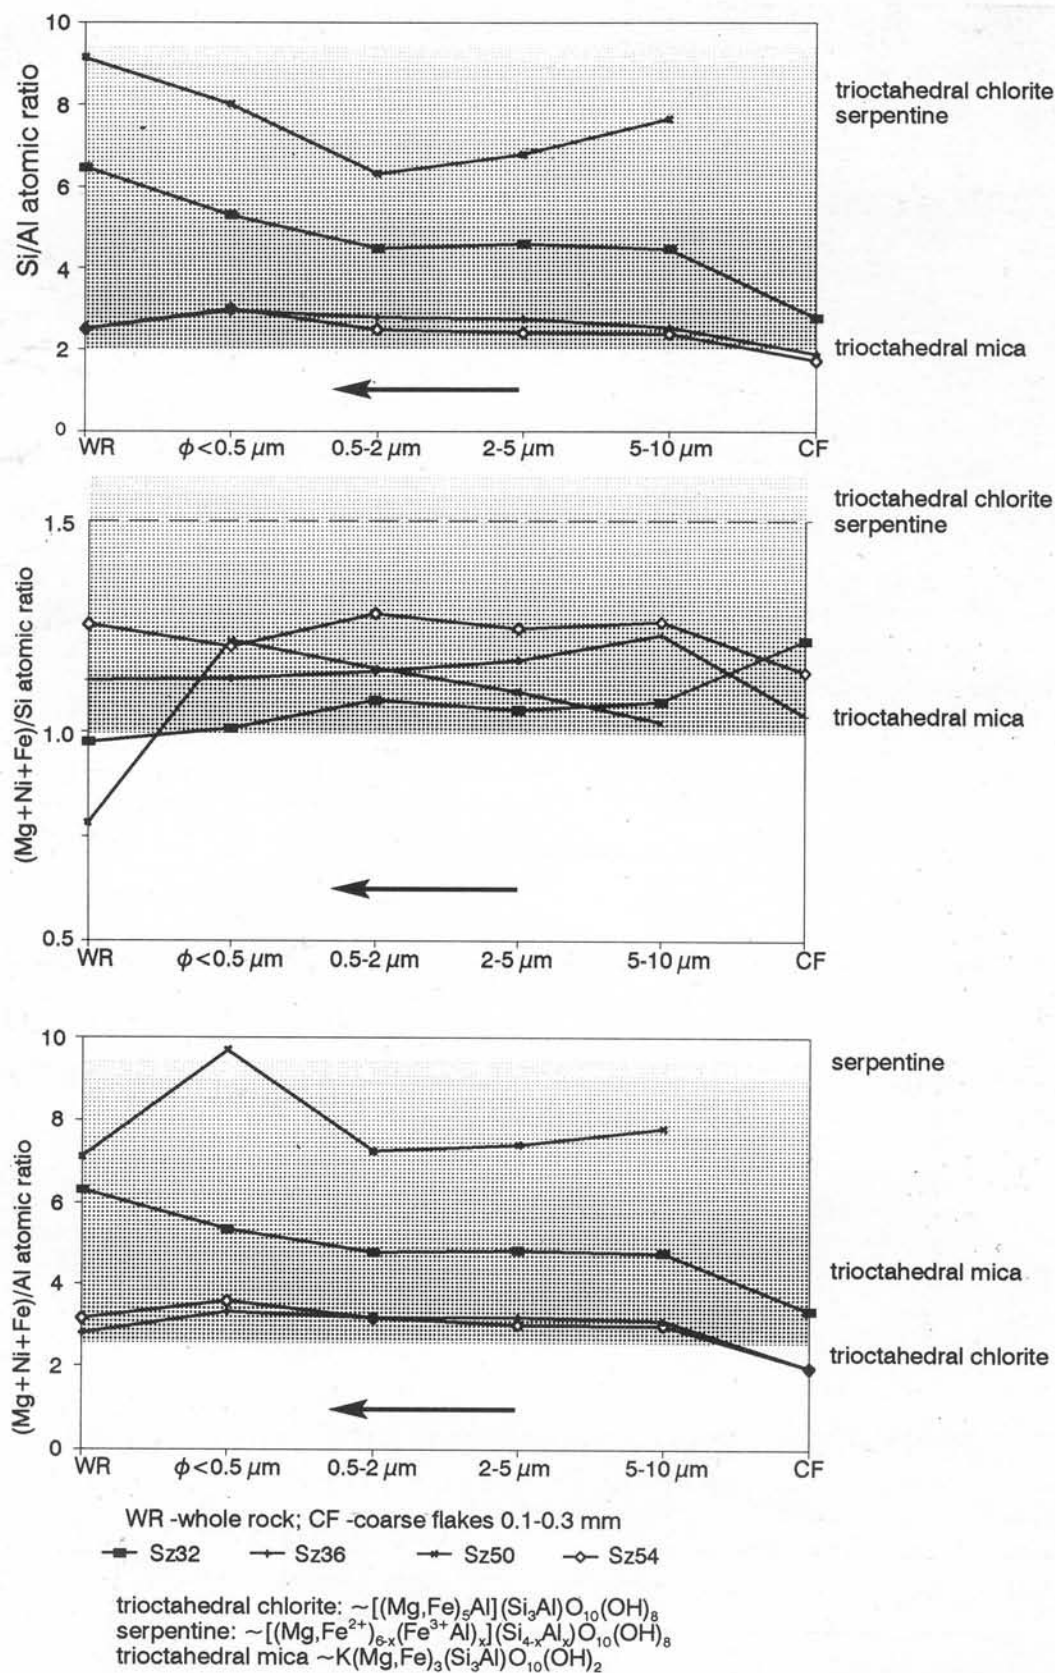 Si/Al atomic ratio
10
8
6
4
2
0
trioctahedral chlorite
serpentine
trioctahedral mica
WR ϕ<0.5 μm 0.5-2 μm 2-5 μm 5-10 μm CF
(Mg+Ni+Fe)/Si atomic ratio
1.5
1.0
0.5
trioctahedral chlorite
serpentine
trioctahedral mica
WR ϕ<0.5 μm 0.5-2 μm 2-5 μm 5-10 μm CF
(Mg+Ni+Fe)/Al atomic ratio
10
8
6
4
2
0
serpentine
trioctahedral mica
trioctahedral chlorite
WR ϕ<0.5 μm 0.5-2 μm 2-5 μm 5-10 μm CF
WR -whole rock; CF -coarse flakes 0.1-0.3 mm
Sz32 Sz36 Sz50 Sz54
trioctahedral chlorite: ~[(Mg,Fe)₅Al](Si₃Al)O₁₀(OH)₈
serpentine: ~[(Mg,Fe²⁺)₆₋ₓ(Fe³⁺Al)ₓ](Si₄₋ₓAlₓ)O₁₀(OH)₈
trioctahedral mica ~K(Mg,Fe)₃(Si₃Al)O₁₀(OH)₂